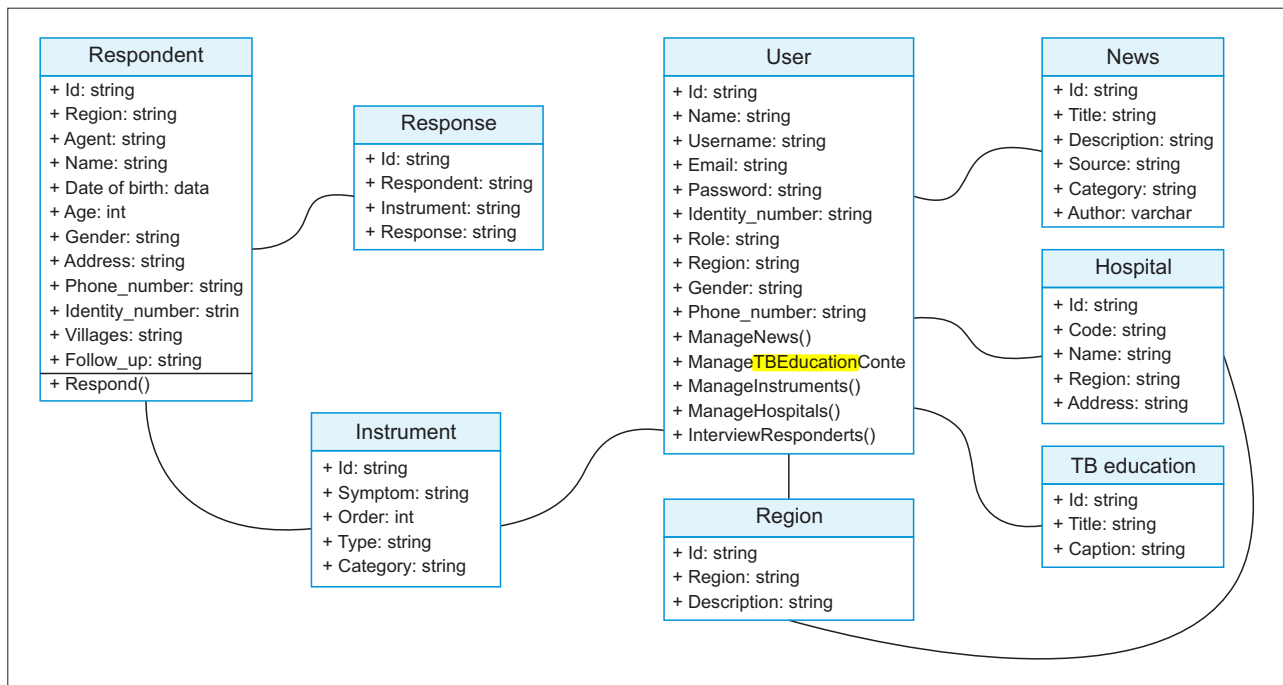 Respondent
+ Id: string
+ Region: string
+ Agent: string
+ Name: string
+ Date of birth: data
+ Age: int
+ Gender: string
+ Address: string
+ Phone_number: string
+ Identity_number: strin
+ Villages: string
+ Follow_up: string
+ Respond()
Response
+ Id: string
+ Respondent: string
+ Instrument: string
+ Response: string
Instrument
+ Id: string
+ Symptom: string
+ Order: int
+ Type: string
+ Category: string
User
+ Id: string
+ Name: string
+ Username: string
+ Email: string
+ Password: string
+ Identity_number: string
+ Role: string
+ Region: string
+ Gender: string
+ Phone_number: string
+ ManageNews()
+ ManageTBEducationConte
+ ManageInstruments()
+ ManageHospitals()
+ InterviewResponderts()
Region
+ Id: string
+ Region: string
+ Description: string
News
+ Id: string
+ Title: string
+ Description: string
+ Source: string
+ Category: string
+ Author: varchar
Hospital
+ Id: string
+ Code: string
+ Name: string
+ Region: string
+ Address: string
TB education
+ Id: string
+ Title: string
+ Caption: string